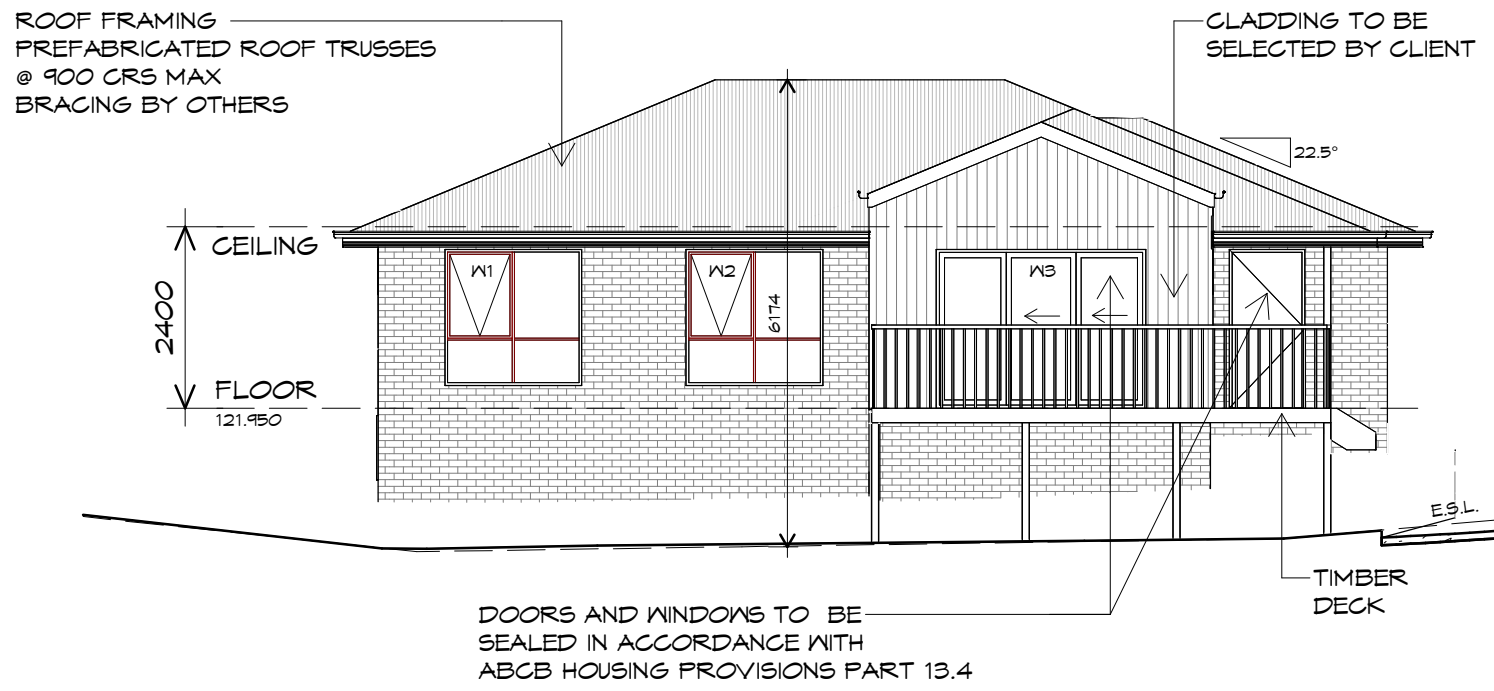 ROOF FRAMING
PREFABRICATED ROOF TRUSSES
@ 900 CRS MAX
BRACING BY OTHERS
CLADDING TO BE
SELECTED BY CLIENT
22.5°
CEILING
2400
W1
W2
6174
W3
FLOOR
121.950
E.S.L.
TIMBER
DECK
DOORS AND WINDOWS TO BE
SEALED IN ACCORDANCE WITH
ABCB HOUSING PROVISIONS PART 13.4